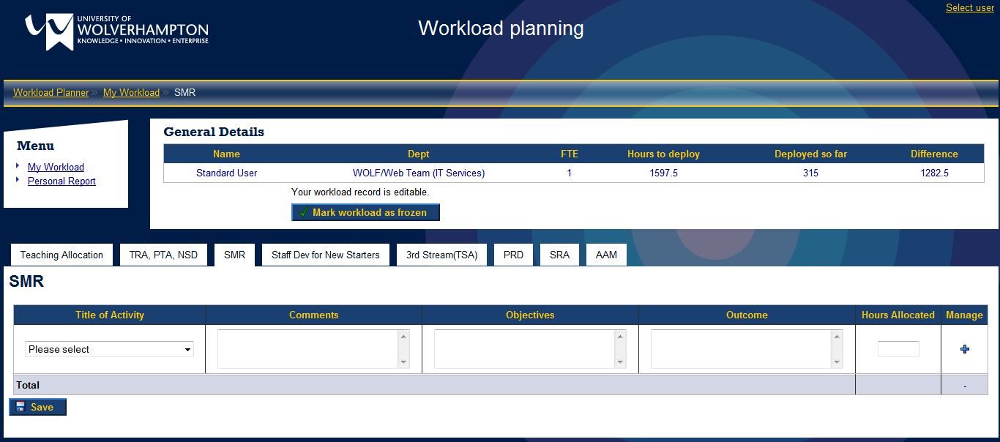 Select user
UNIVERSITY OF
WOLVERHAMPTON
KNOWLEDGE • INNOVATION • ENTERPRISE
Workload planning
Workload Planner » My Workload » SMR
Menu
My Workload
Personal Report
General Details
Name Dept FTE Hours to deploy Deployed so far Difference
Standard User WOLF/Web Team (IT Services) 1 1597.5 315 1282.5
Your workload record is editable.
Mark workload as frozen
Teaching Allocation TRA, PTA, NSD SMR Staff Dev for New Starters 3rd Stream(TSA) PRD SRA AAM
SMR
Title of Activity Comments Objectives Outcome Hours Allocated Manage
Please select
Total -
Save